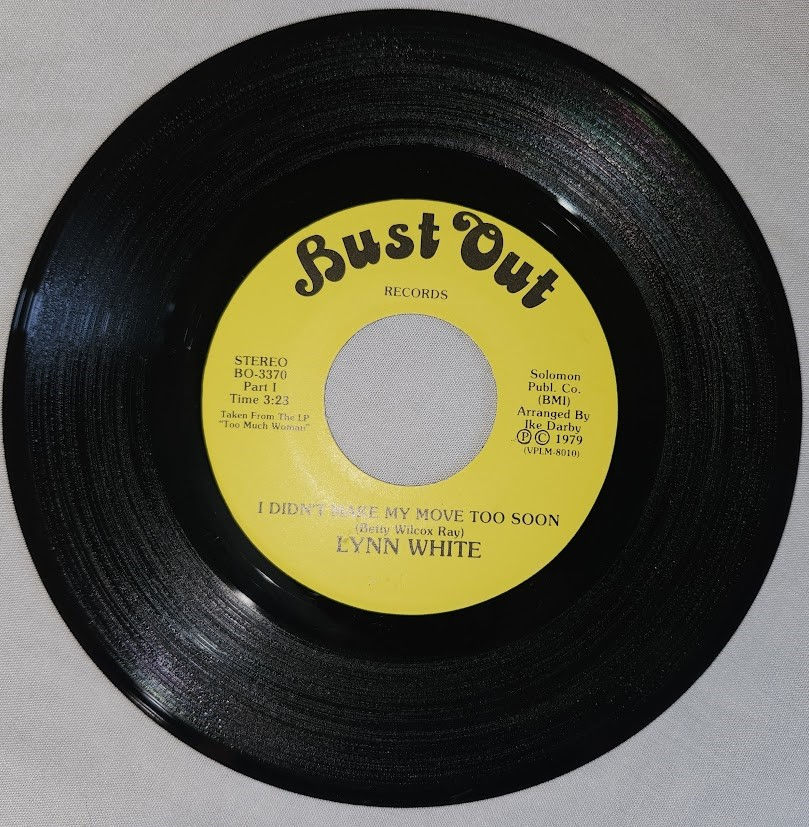 Bust Out
RECORDS
STEREO
BO-3370
Part I
Time 3:23
Taken From The LP
"Too Much Woman"
Solomon
Publ. Co.
(BMI)
Arranged By
Ike Darby
Ⓟ © 1979
(VPLM-8010)
I DIDN'T MAKE MY MOVE TOO SOON
(Betty Wilcox Ray)
LYNN WHITE